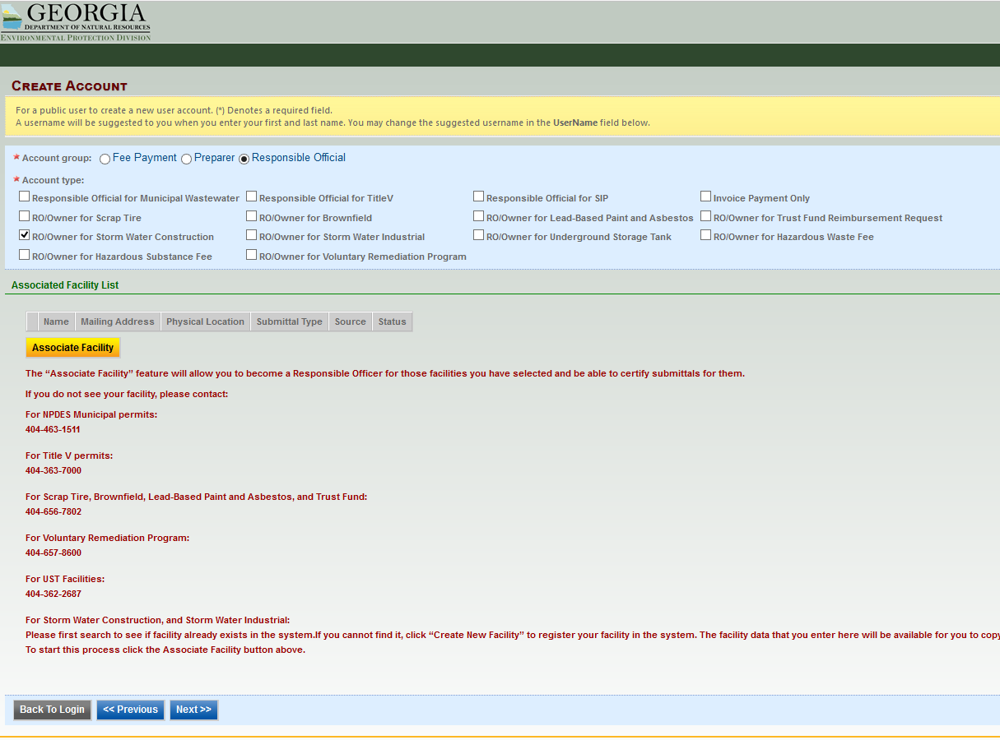 GEORGIA
DEPARTMENT OF NATURAL RESOURCES
ENVIRONMENTAL PROTECTION DIVISION
CREATE ACCOUNT
For a public user to create a new user account. (*) Denotes a required field.
A username will be suggested to you when you enter your first and last name. You may change the suggested username in the UserName field below.
* Account group: Fee Payment Preparer Responsible Official
* Account type:
Responsible Official for Municipal Wastewater Responsible Official for TitleV Responsible Official for SIP Invoice Payment Only
RO/Owner for Scrap Tire RO/Owner for Brownfield RO/Owner for Lead-Based Paint and Asbestos RO/Owner for Trust Fund Reimbursement Request
RO/Owner for Storm Water Construction RO/Owner for Storm Water Industrial RO/Owner for Underground Storage Tank RO/Owner for Hazardous Waste Fee
RO/Owner for Hazardous Substance Fee RO/Owner for Voluntary Remediation Program
Associated Facility List
Name Mailing Address Physical Location Submittal Type Source Status
Associate Facility
The “Associate Facility” feature will allow you to become a Responsible Officer for those facilities you have selected and be able to certify submittals for them.
If you do not see your facility, please contact:
For NPDES Municipal permits:
404-463-1511
For Title V permits:
404-363-7000
For Scrap Tire, Brownfield, Lead-Based Paint and Asbestos, and Trust Fund:
404-656-7802
For Voluntary Remediation Program:
404-657-8600
For UST Facilities:
404-362-2687
For Storm Water Construction, and Storm Water Industrial:
Please first search to see if facility already exists in the system.If you cannot find it, click “Create New Facility” to register your facility in the system. The facility data that you enter here will be available for you to copy
To start this process click the Associate Facility button above.
Back To Login << Previous Next >>